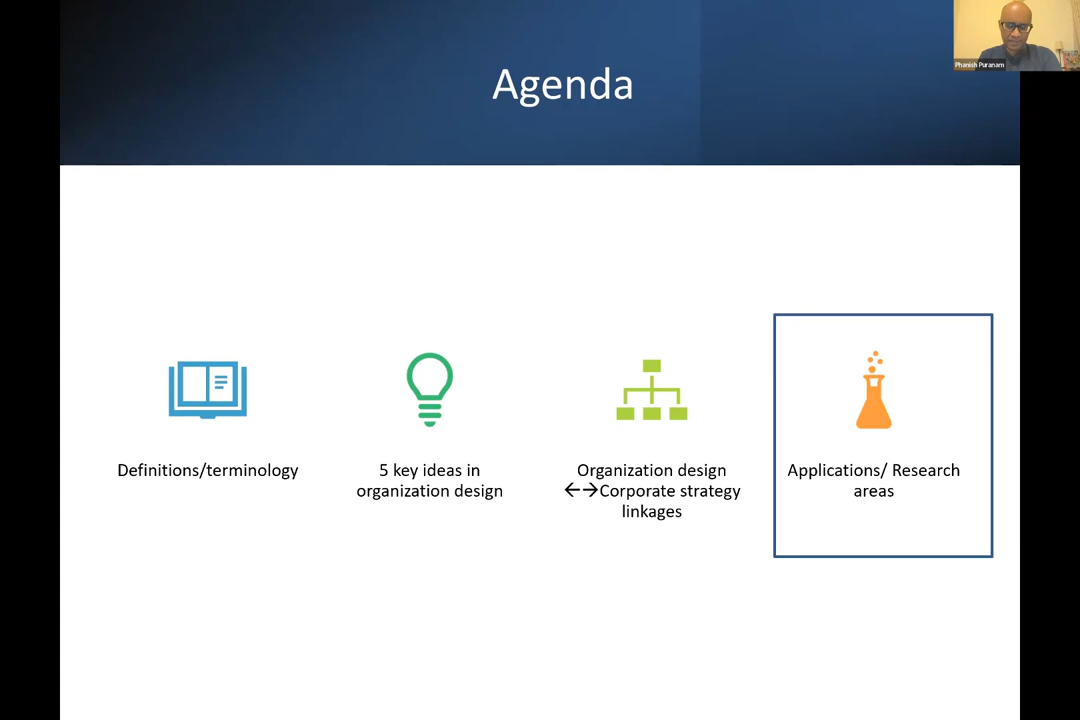 Agenda
Phanish Puranam
Definitions/terminology
5 key ideas in
organization design
Organization design
←→Corporate strategy
linkages
Applications/ Research
areas